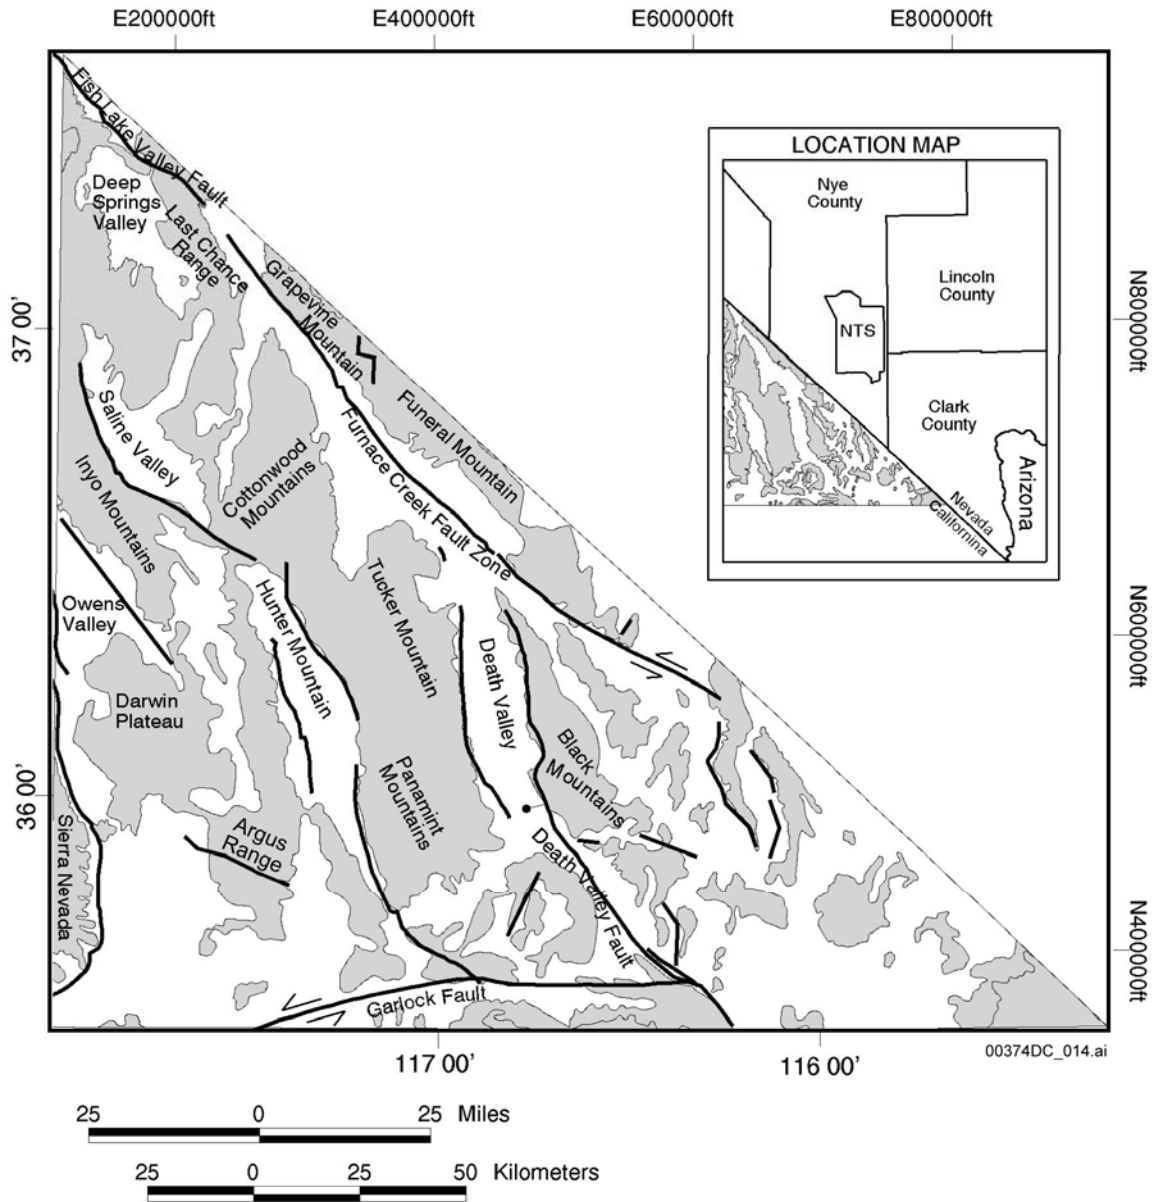 E200000ft E400000ft E600000ft E800000ft
Fish Lake Valley Fault
Deep
Springs
Valley
Last Chance
Range
Grapevine
Mountain
Funeral Mountain
37 00'
Saline Valley
Inyo Mountains
Cottonwood
Mountains
Furnace Creek Fault Zone
Owens
Valley
Hunter Mountain
Tucker Mountain
Death Valley
Darwin
Plateau
Black
Mountains
Panamint
Mountains
36 00'
Argus
Range
Sierra Nevada
Death Valley Fault
Garlock Fault
LOCATION MAP
Nye
County
Lincoln
County
NTS
Clark
County
Arizona
Nevada
Californina
N800000ft
N600000ft
N400000ft
117 00' 116 00'
00374DC_014.ai
25 0 25 Miles
25 0 25 50 Kilometers